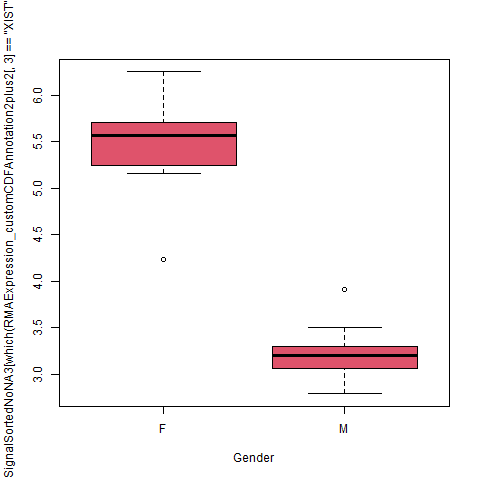 SignalSortedNoNA3[which(RMAExpression_customCDFAnnotation2plus2[, 3] == "XIST"
6.0
5.5
5.0
4.5
4.0
3.5
3.0
F
M
Gender